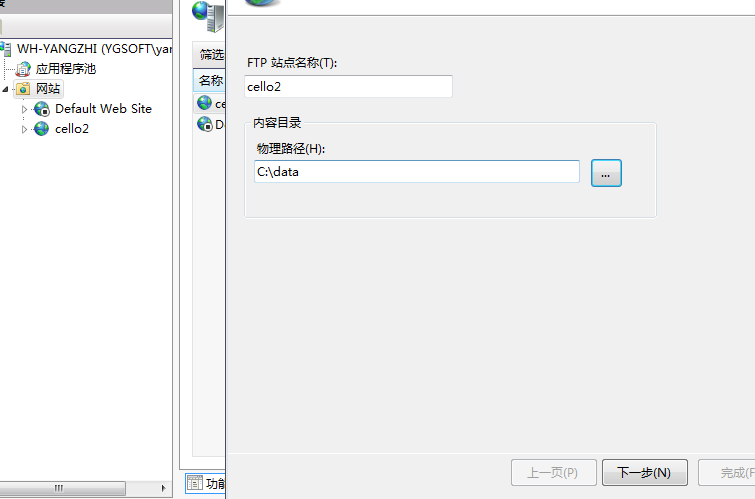 WH-YANGZHI (YGSOFT\yan
应用程序池
网站
Default Web Site
cello2
筛选
名称
ce
De
功能
FTP 站点名称(T):
cello2
内容目录
物理路径(H):
C:\data
...
上一页(P)
下一步(N)
完成(F